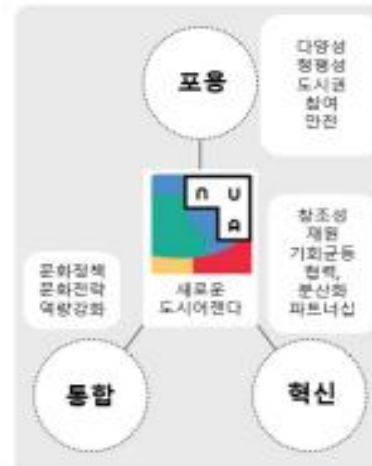 포용
다양성
형평성
도시권
참여
안전
n U
A
새로운
도시어젠다
창조성
재원
기회균등
협력,
분산화
파트너십
문화정책
문화전략
역량강화
통합
혁신